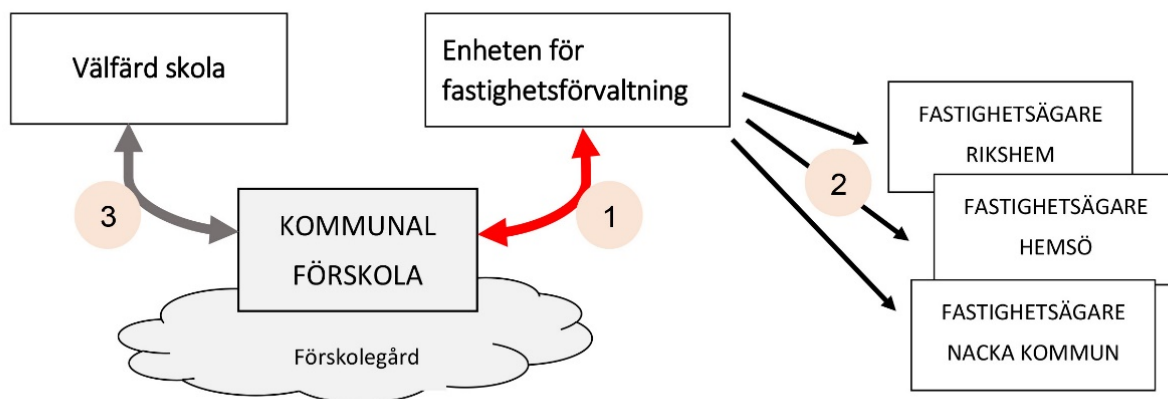 Välfärd skola
Enheten för
fastighetsförvaltning
FASTIGHETSÄGARE
RIKSHEM
FASTIGHETSÄGARE
HEMSÖ
FASTIGHETSÄGARE
NACKA KOMMUN
3
1
2
KOMMUNAL
FÖRSKOLA
Förskolegård